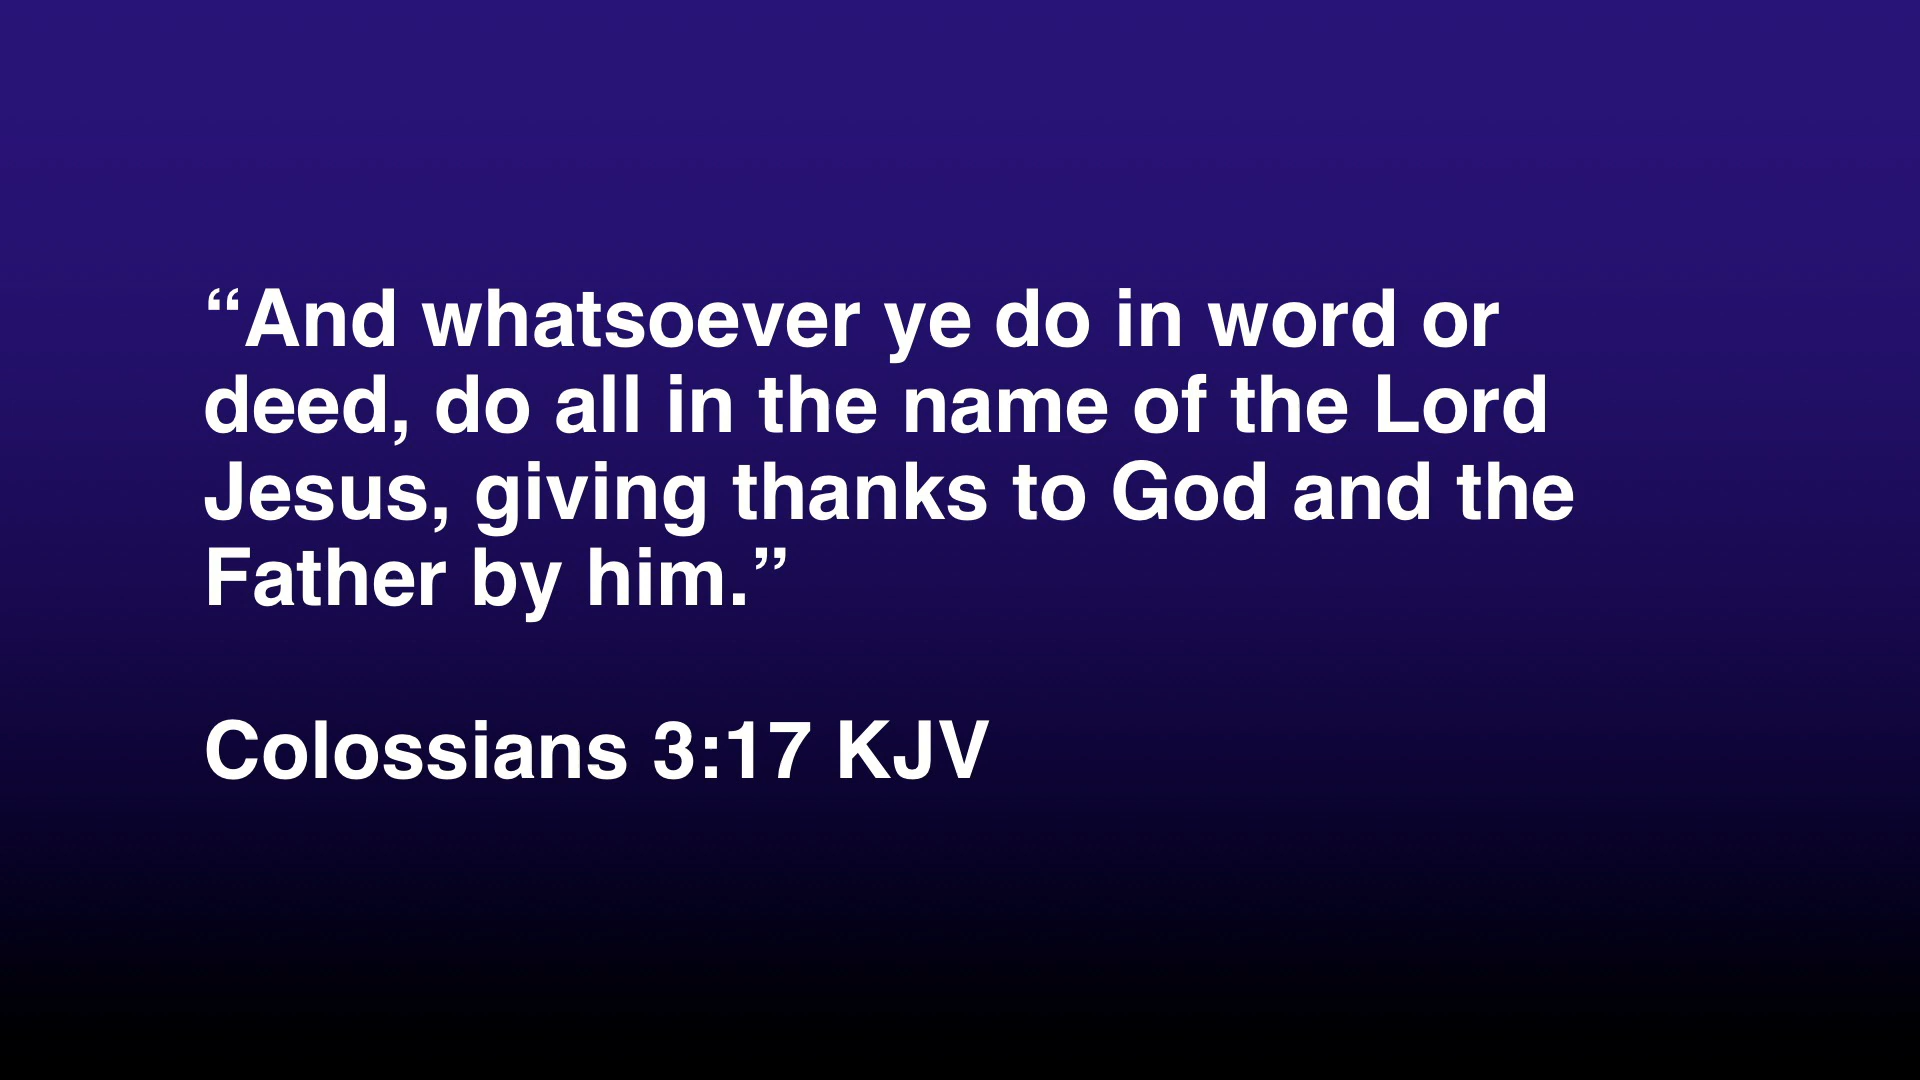 “And whatsoever ye do in word or
deed, do all in the name of the Lord
Jesus, giving thanks to God and the
Father by him.”
Colossians 3:17 KJV